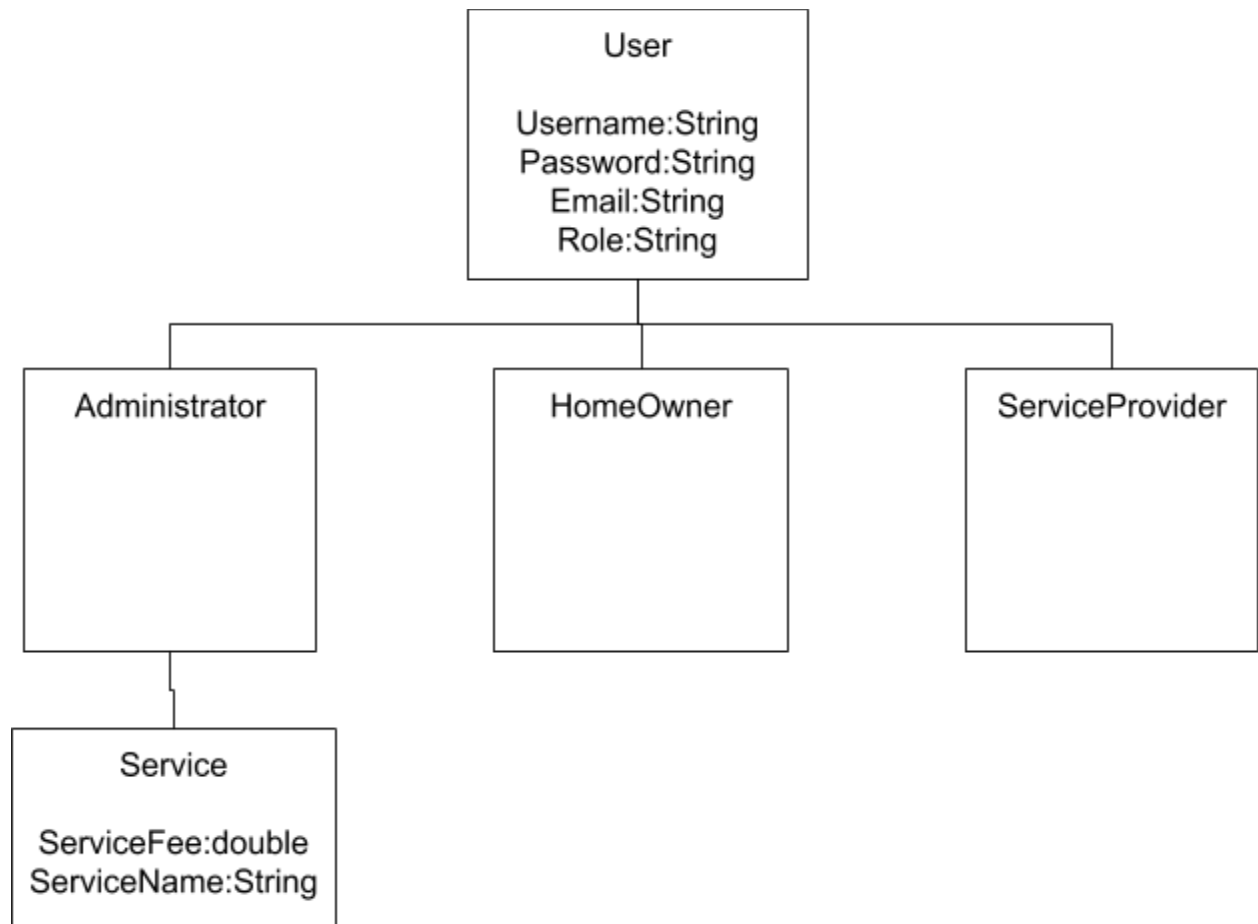 User
Username:String
Password:String
Email:String
Role:String
Administrator
HomeOwner
ServiceProvider
Service
ServiceFee:double
ServiceName:String